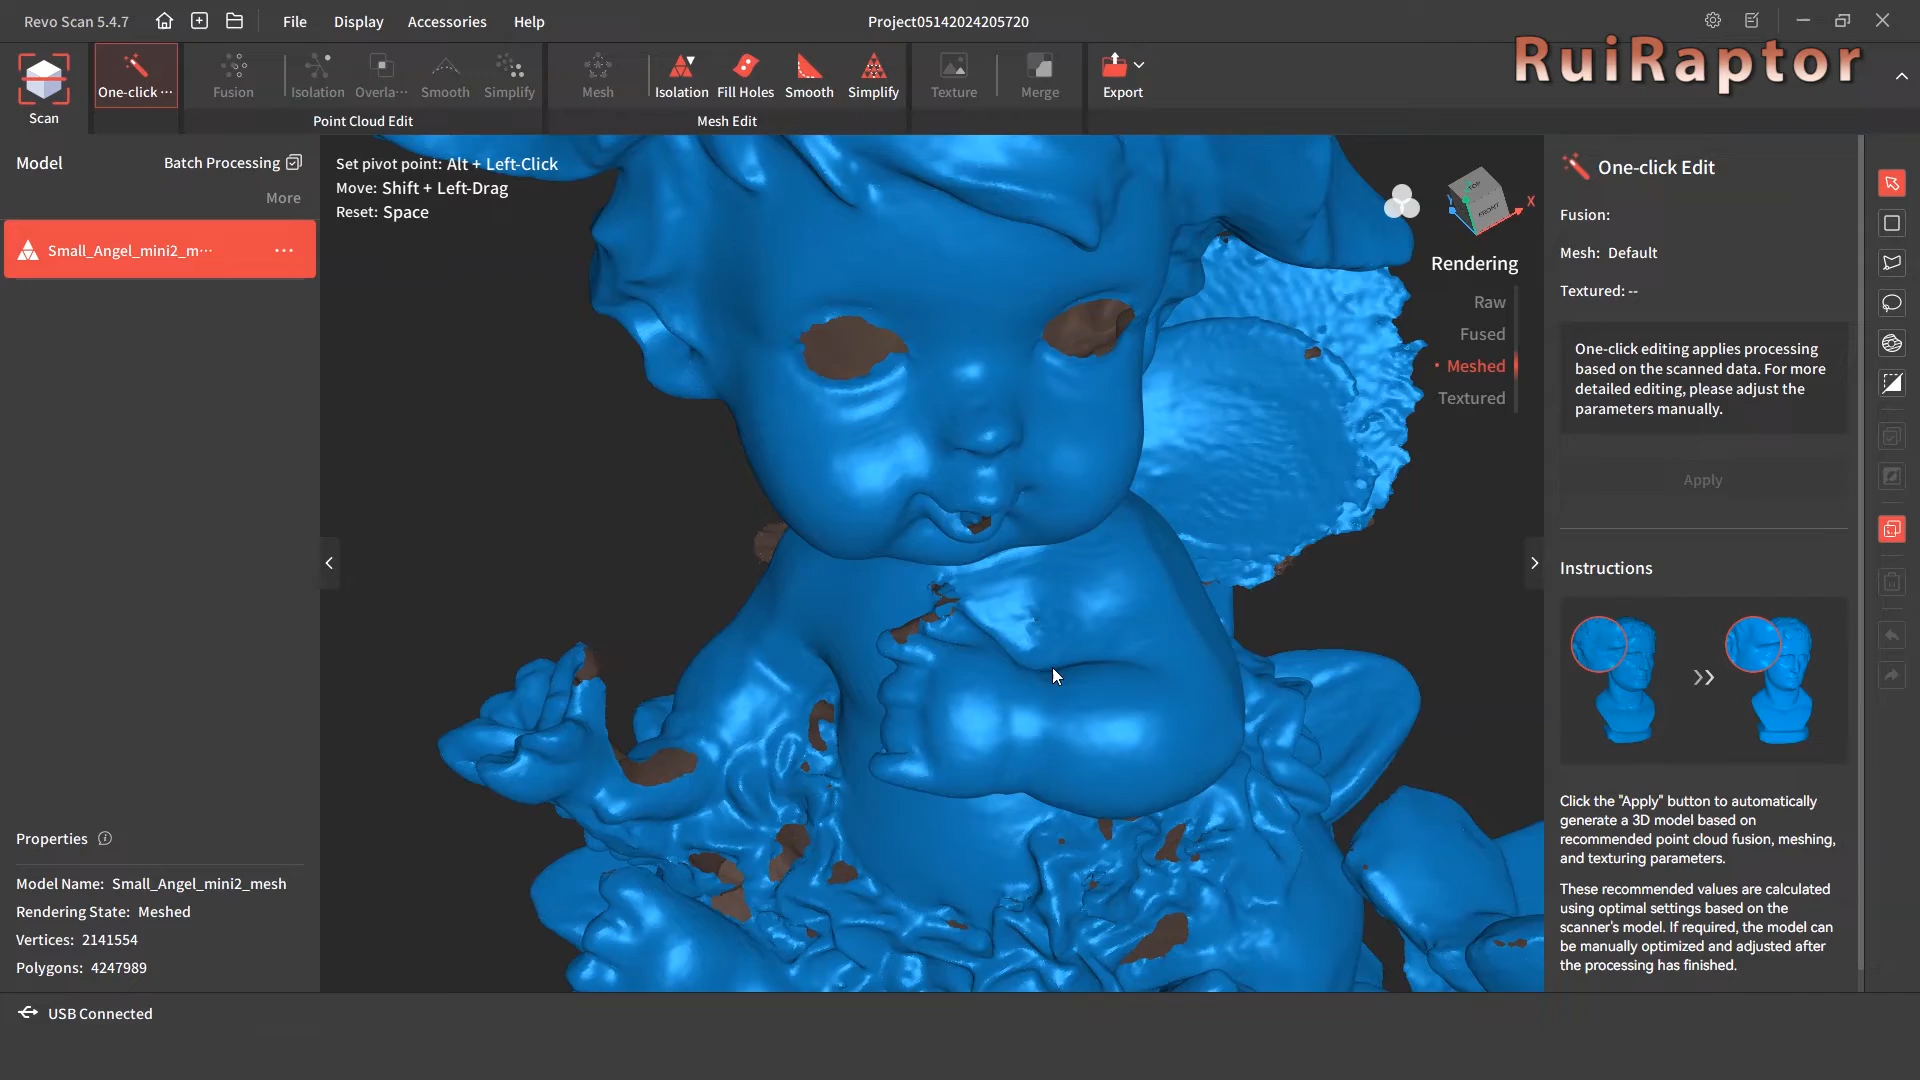 Revo Scan 5.4.7
File
Display
Accessories
Help
Project05142024205720
RuiRaptor
Scan
One-click ···
Fusion
Isolation
Overla···
Smooth
Simplify
Point Cloud Edit
Mesh
Isolation
Fill Holes
Smooth
Simplify
Mesh Edit
Texture
Merge
Export
Model
Batch Processing
More
Small_Angel_mini2_m···
Properties
Model Name: Small_Angel_mini2_mesh
Rendering State: Meshed
Vertices: 2141554
Polygons: 4247989
USB Connected
Set pivot point: Alt + Left-Click
Move: Shift + Left-Drag
Reset: Space
TOP
FRONT
X
Rendering
Raw
Fused
Meshed
Textured
One-click Edit
Fusion:
Mesh: Default
Textured: --
One-click editing applies processing
based on the scanned data. For more
detailed editing, please adjust the
parameters manually.
Apply
Instructions
Click the "Apply" button to automatically
generate a 3D model based on
recommended point cloud fusion, meshing,
and texturing parameters.
These recommended values are calculated
using optimal settings based on the
scanner's model. If required, the model can
be manually optimized and adjusted after
the processing has finished.